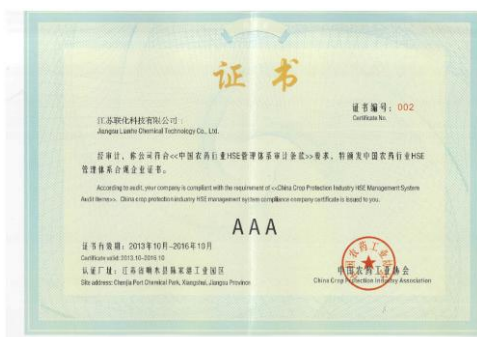 证书
证书编号：002
Certificate No.
江苏联化科技有限公司：
Jiangsu Lianhe Chemical Technology Co., Ltd.
经审计，你公司符合<<中国农药行业HSE管理体系审计条款>>要求，特颁发中国农药行业HSE
管理体系合规企业证书。
According to audit, your company is compliant with the requirement of <<China Crop Protection Industry HSE Management System
Audit items>>. China crop protection industry HSE management system compliance company certificate is issued to you.
AAA
证书有效期：2013年10月-2016年10月
Certificate valid: 2013.10-2016.10
认证厂址：江苏省响水县陈家港工业园区
Site address: Chenjia Port Chemical Park, Xiangshui, Jiangsu Province
中国农药工业协会
China Crop Protection Industry Association